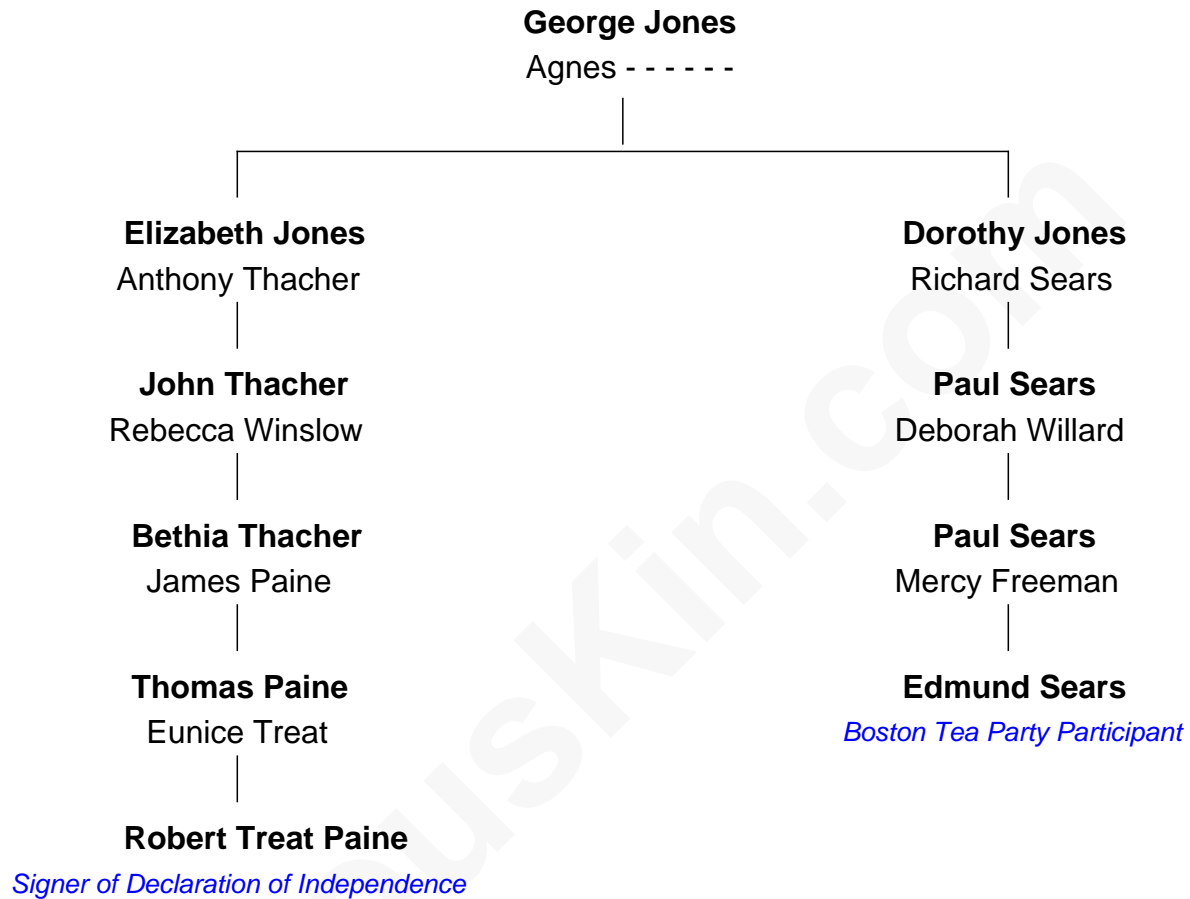 George Jones
Agnes - - - - - -
Elizabeth Jones
Anthony Thacher
Dorothy Jones
Richard Sears
John Thacher
Rebecca Winslow
Paul Sears
Deborah Willard
Bethia Thacher
James Paine
Paul Sears
Mercy Freeman
Thomas Paine
Eunice Treat
Edmund Sears
Boston Tea Party Participant
Robert Treat Paine
Signer of Declaration of Independence
usKin.com